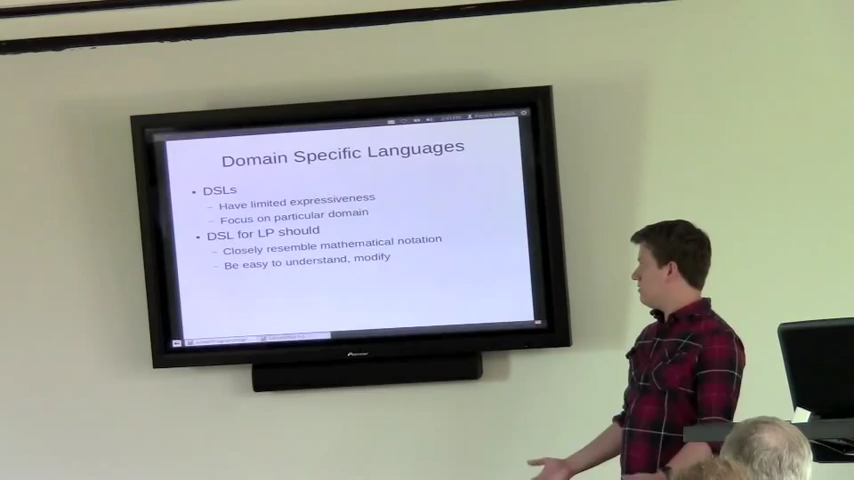 Domain Specific Languages
• DSLs
– Have limited expressiveness
– Focus on particular domain
• DSL for LP should
– Closely resemble mathematical notation
– Be easy to understand, modify
Pioneer